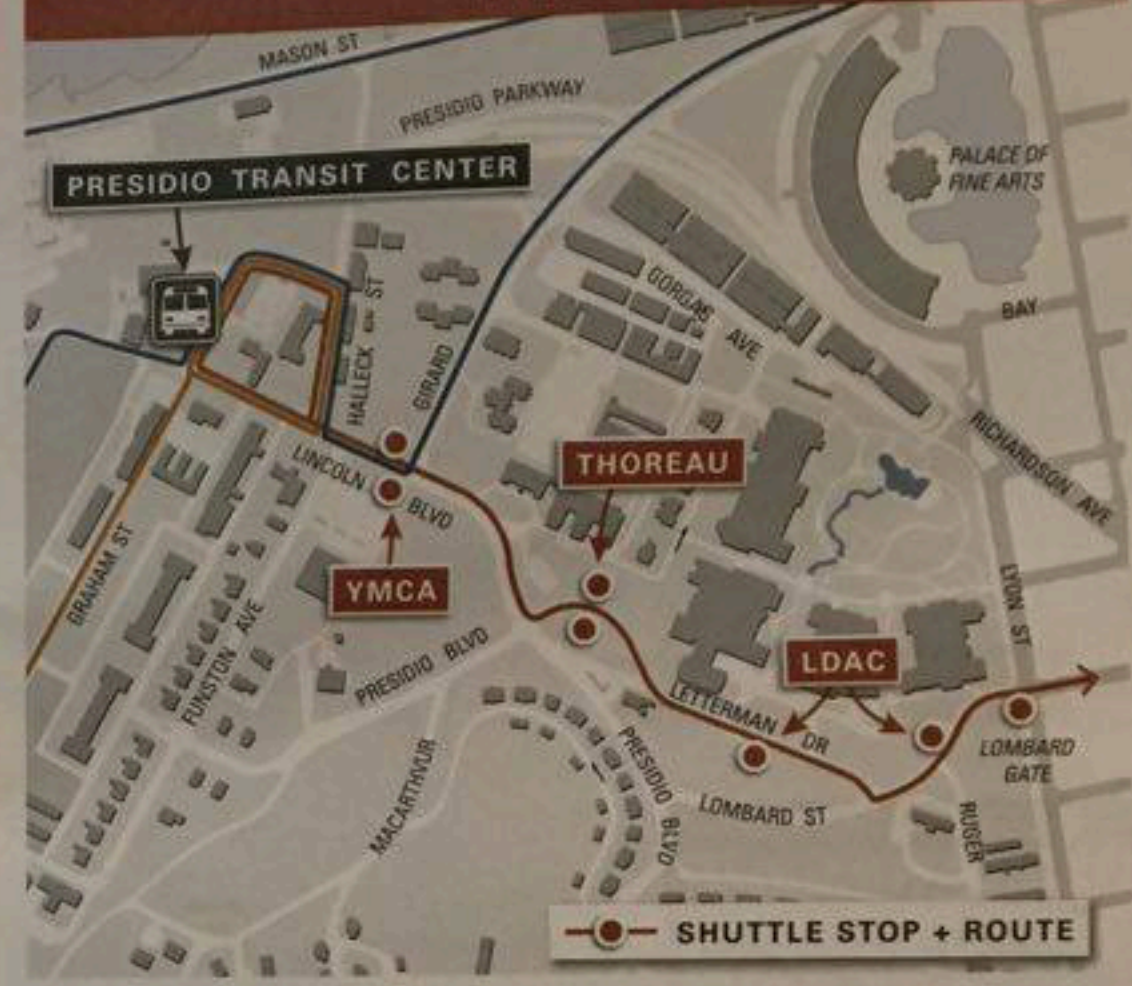 MASON ST
PRESIDIO PARKWAY
PRESIDIO TRANSIT CENTER
PALACE OF
FINE ARTS
GORGAS AVE
BAY
HALLECK ST
GIRARD
RICHARDSON AVE
THOREAU
LINCOLN BLVD
YMCA
GRAHAM ST
FUNSTON AVE
PRESIDIO BLVD
LYON ST
LDAC
LETTERMAN DR
LOMBARD
GATE
MACARTHUR
PRESIDIO BLVD
LOMBARD ST
RUGER
SHUTTLE STOP + ROUTE